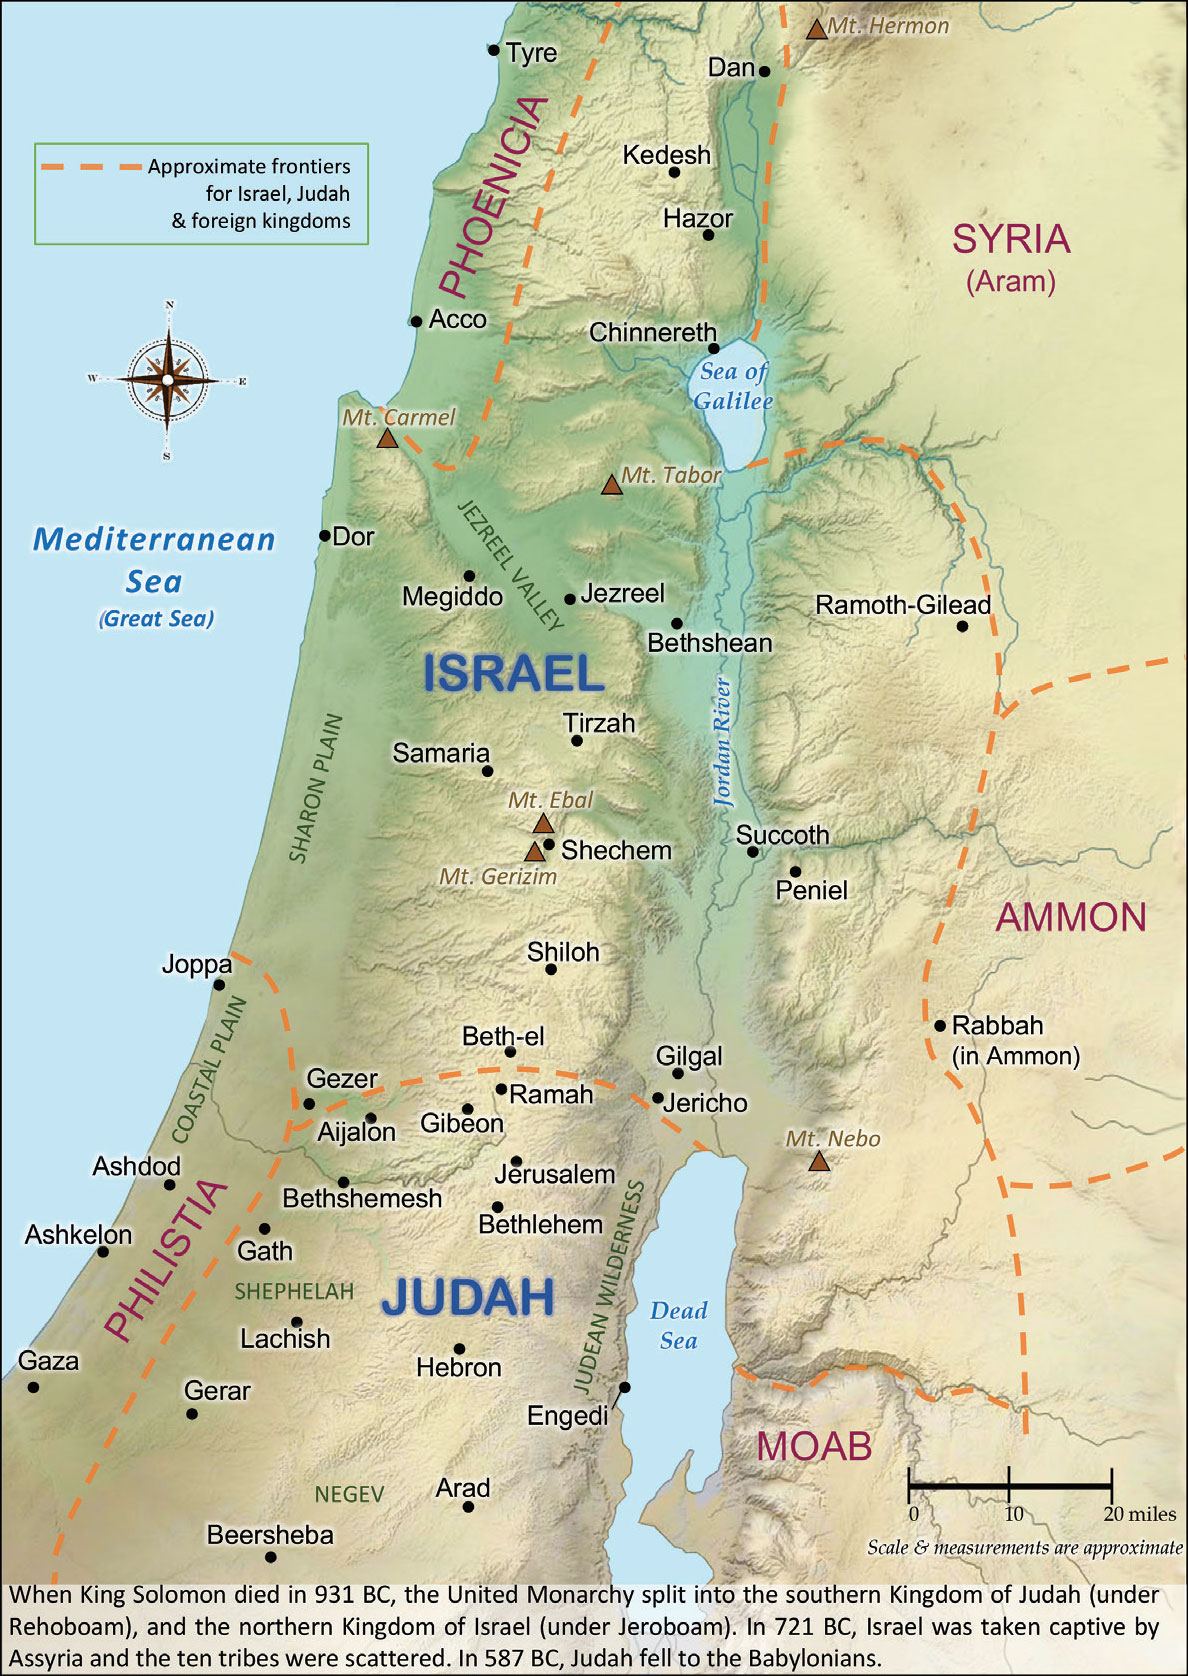 Mt. Hermon
Tyre
Dan
PHOENICIA
Approximate frontiers
for Israel, Judah
& foreign kingdoms
Kedesh
Hazor
SYRIA
(Aram)
N
W
E
S
Acco
Chinnereth
Sea of
Galilee
Mt. Carmel
Mt. Tabor
JEZREEL VALLEY
Mediterranean
Sea
(Great Sea)
Dor
Megiddo
Jezreel
Ramoth-Gilead
Bethshean
ISRAEL
Jordan River
Tirzah
Samaria
SHARON PLAIN
Mt. Ebal
Succoth
Shechem
Mt. Gerizim
Peniel
AMMON
Shiloh
Joppa
COASTAL PLAIN
Rabbah
(in Ammon)
Beth-el
Gilgal
Gezer
Ramah
Jericho
Gibeon
Aijalon
Mt. Nebo
Ashdod
Jerusalem
Bethshemesh
PHILISTIA
Bethlehem
Ashkelon
Gath
JUDEAN WILDERNESS
SHEPHELAH
JUDAH
Dead
Sea
Lachish
Gaza
Hebron
Gerar
Engedi
MOAB
NEGEV
Arad
0 10 20 miles
Beersheba
Scale & measurements are approximate
When King Solomon died in 931 BC, the United Monarchy split into the southern Kingdom of Judah (under
Rehoboam), and the northern Kingdom of Israel (under Jeroboam). In 721 BC, Israel was taken captive by
Assyria and the ten tribes were scattered. In 587 BC, Judah fell to the Babylonians.